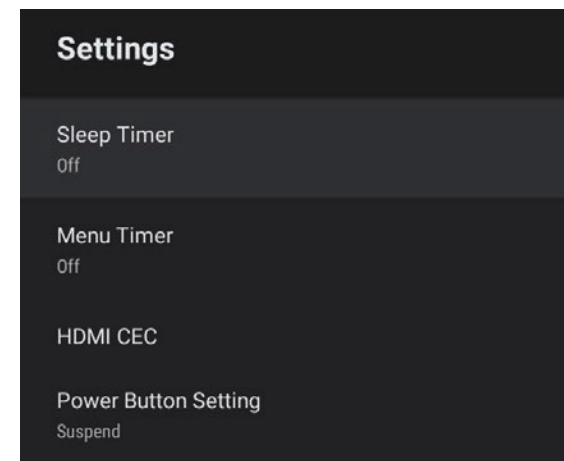 Settings
Sleep Timer
Off
Menu Timer
Off
HDMI CEC
Power Button Setting
Suspend